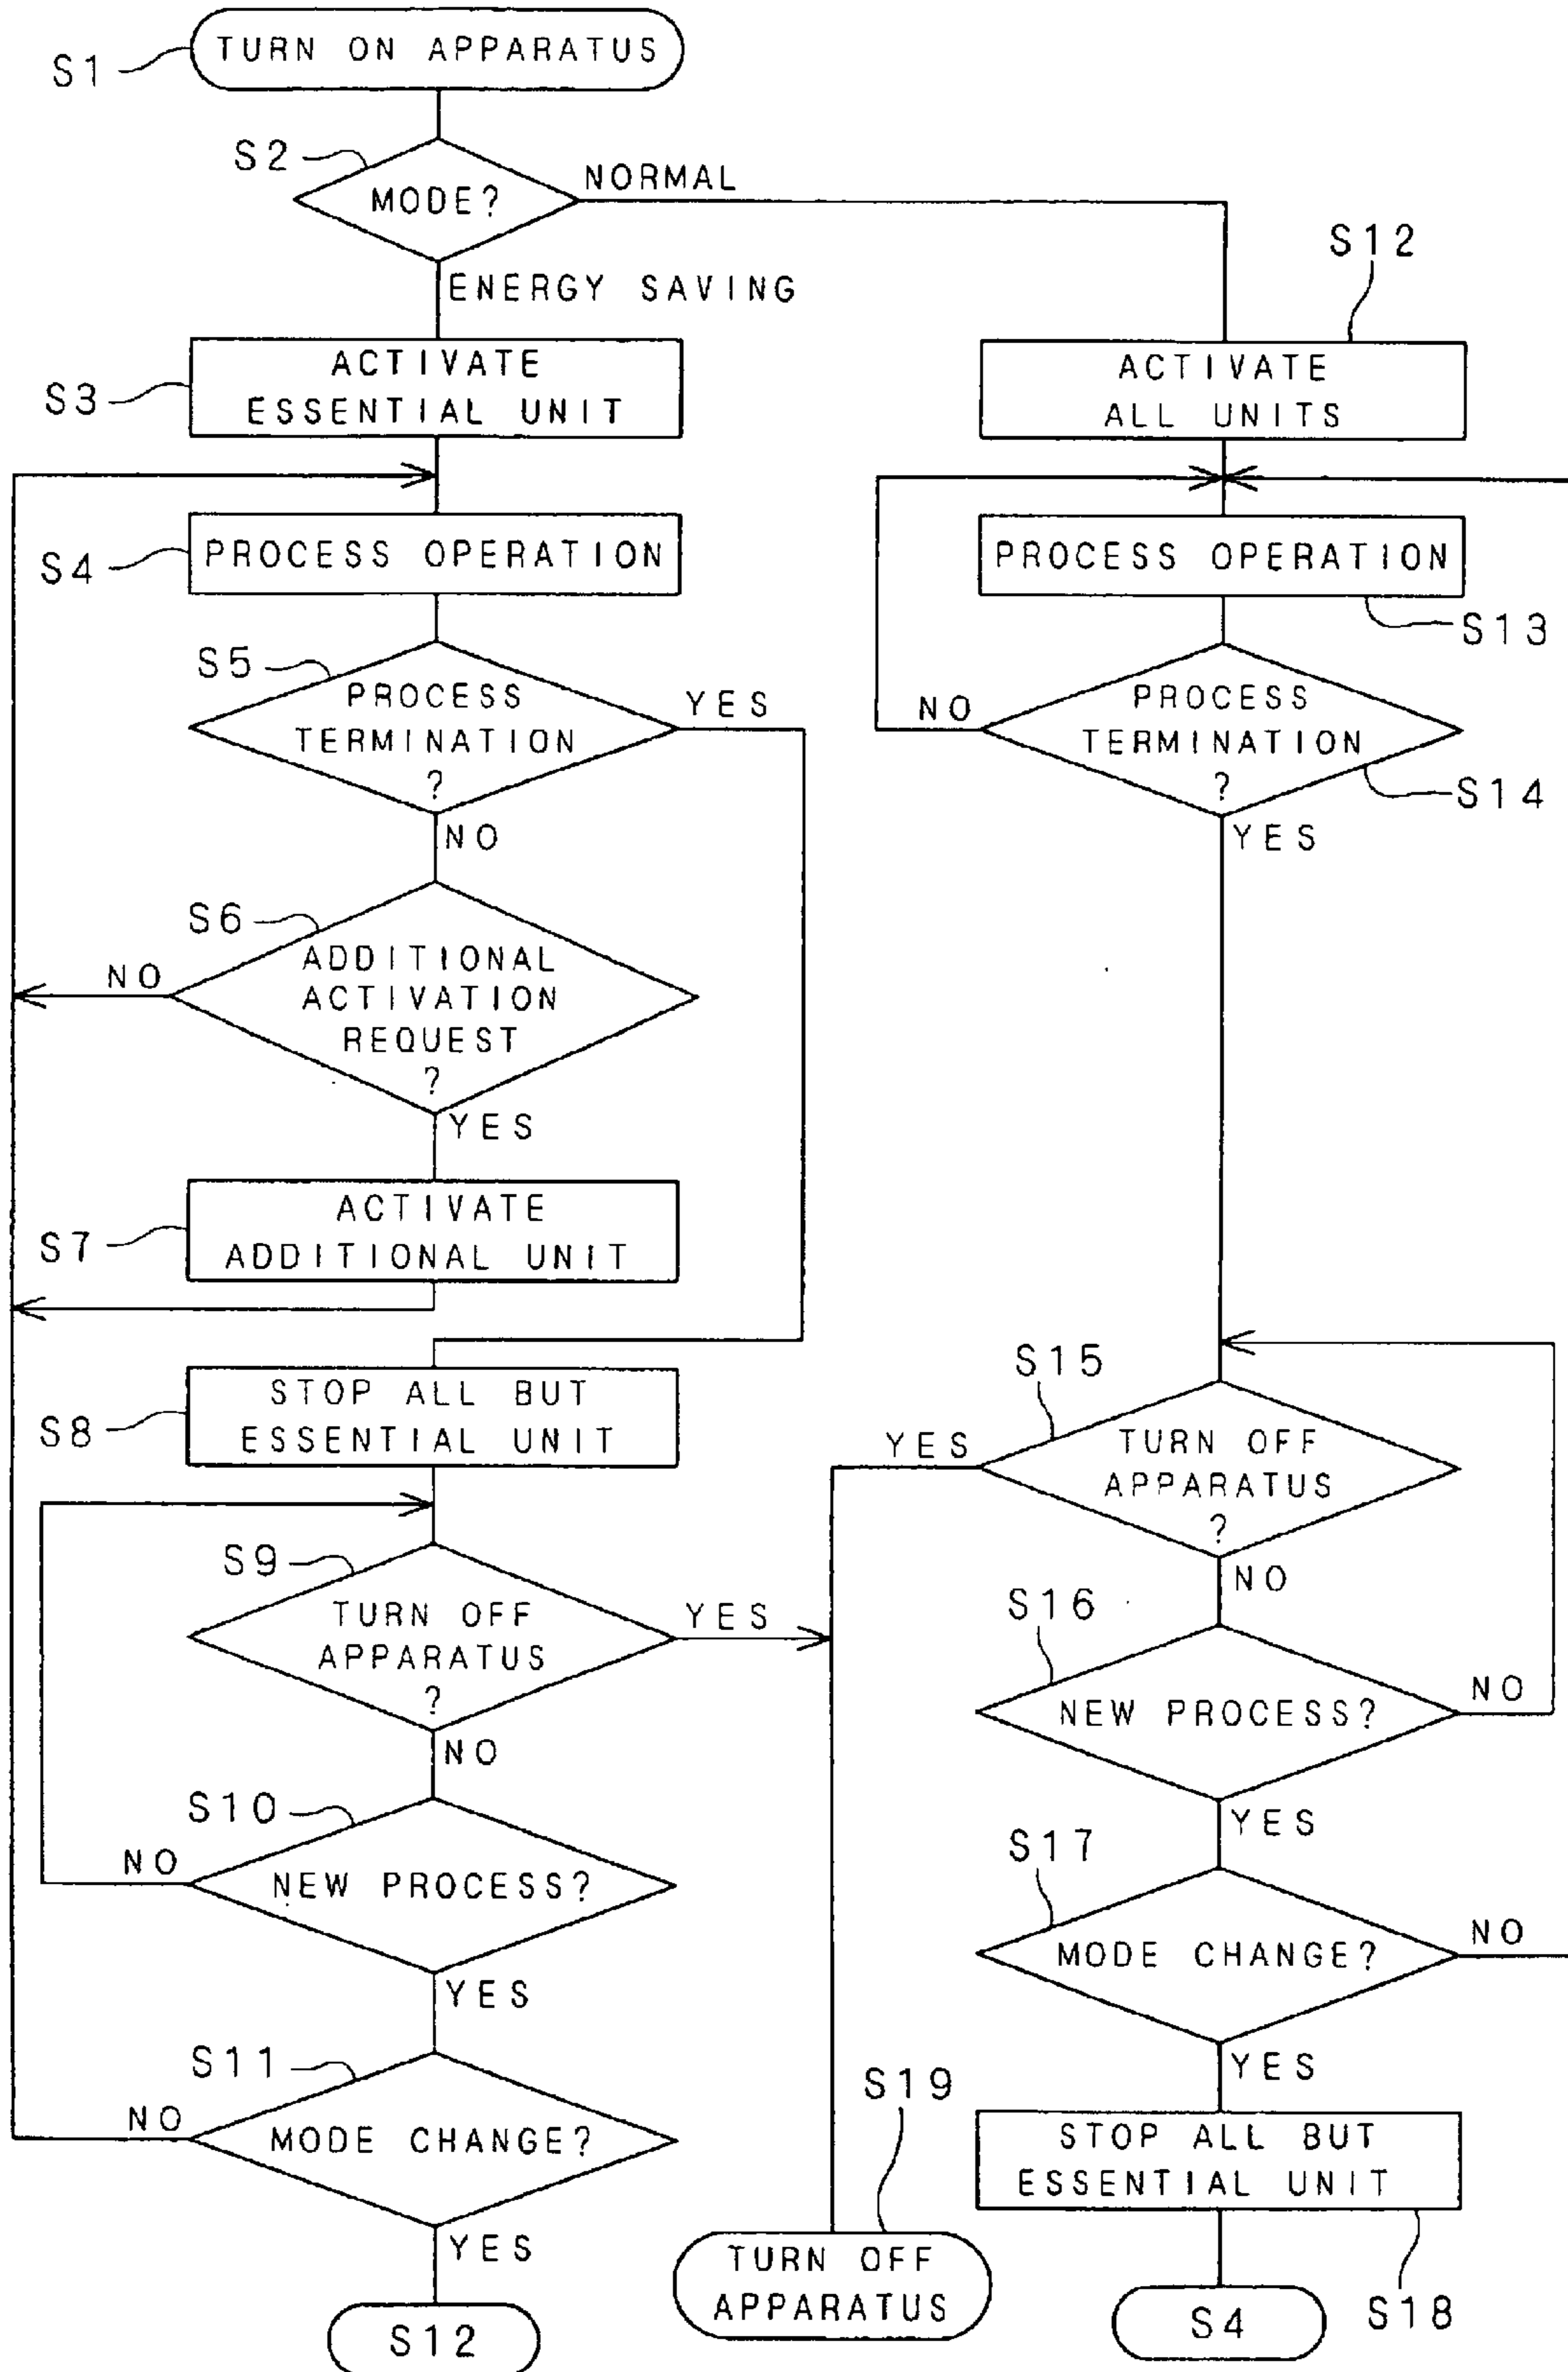 S1
TURN ON APPARATUS
S2
MODE?
NORMAL
ENERGY SAVING
S3
ACTIVATE
ESSENTIAL UNIT
S4
PROCESS OPERATION
S5
PROCESS
TERMINATION
?
YES
NO
S6
ADDITIONAL
ACTIVATION
REQUEST
?
NO
YES
S7
ACTIVATE
ADDITIONAL UNIT
S8
STOP ALL BUT
ESSENTIAL UNIT
S9
TURN OFF
APPARATUS
?
YES
NO
S10
NEW PROCESS?
NO
YES
S11
MODE CHANGE?
NO
YES
S12
S12
ACTIVATE
ALL UNITS
PROCESS OPERATION
S13
PROCESS
TERMINATION
?
NO
S14
YES
S15
TURN OFF
APPARATUS
?
YES
NO
S16
NEW PROCESS?
NO
YES
S17
MODE CHANGE?
NO
YES
STOP ALL BUT
ESSENTIAL UNIT
S18
S4
S19
TURN OFF
APPARATUS